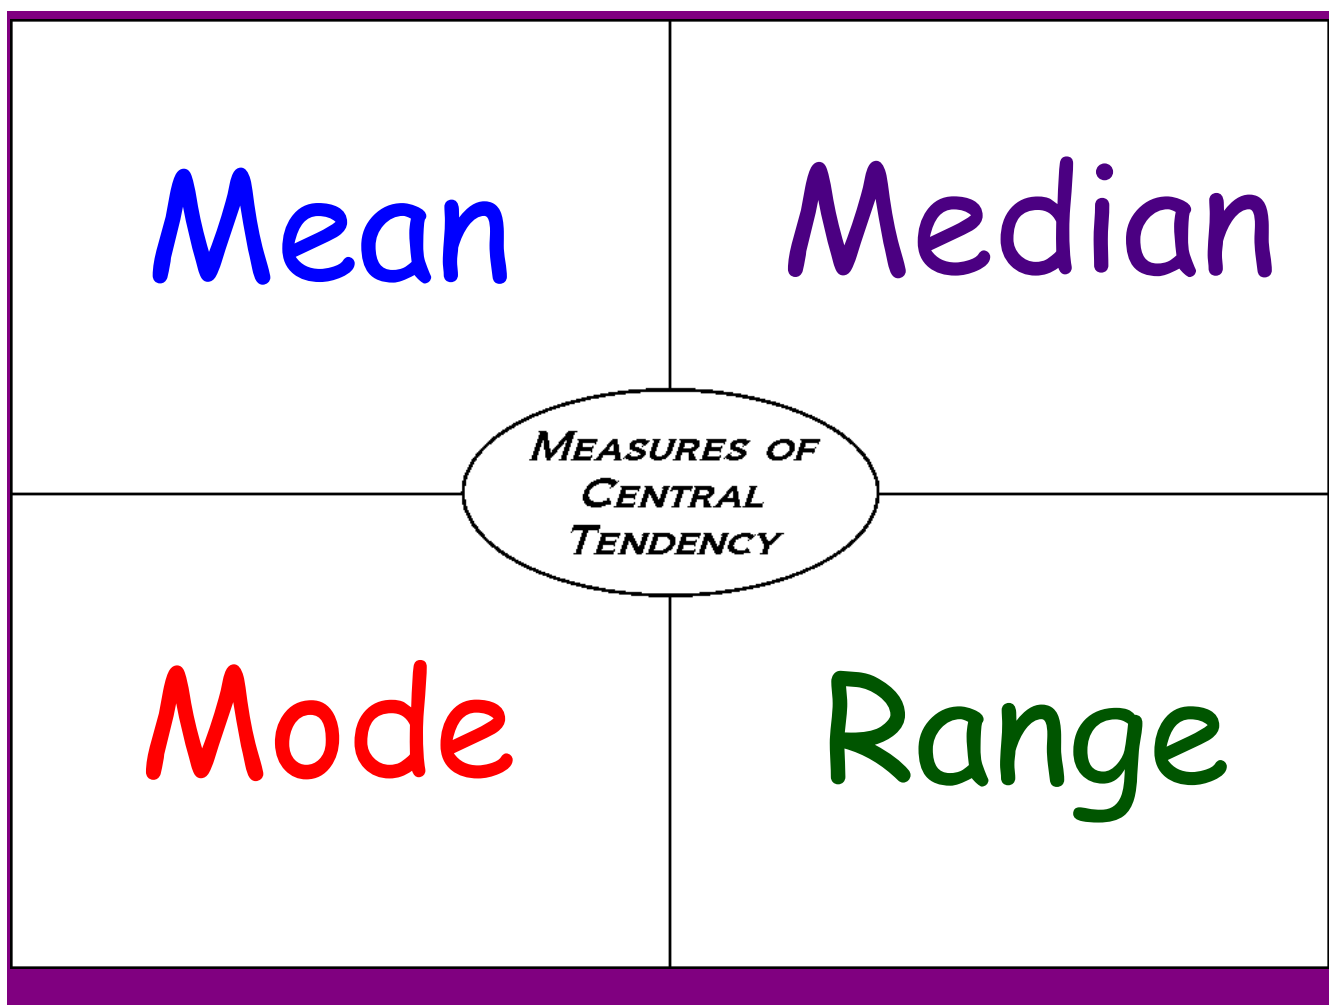 Mean
Median
MEASURES OF
CENTRAL
TENDENCY
Mode
Range